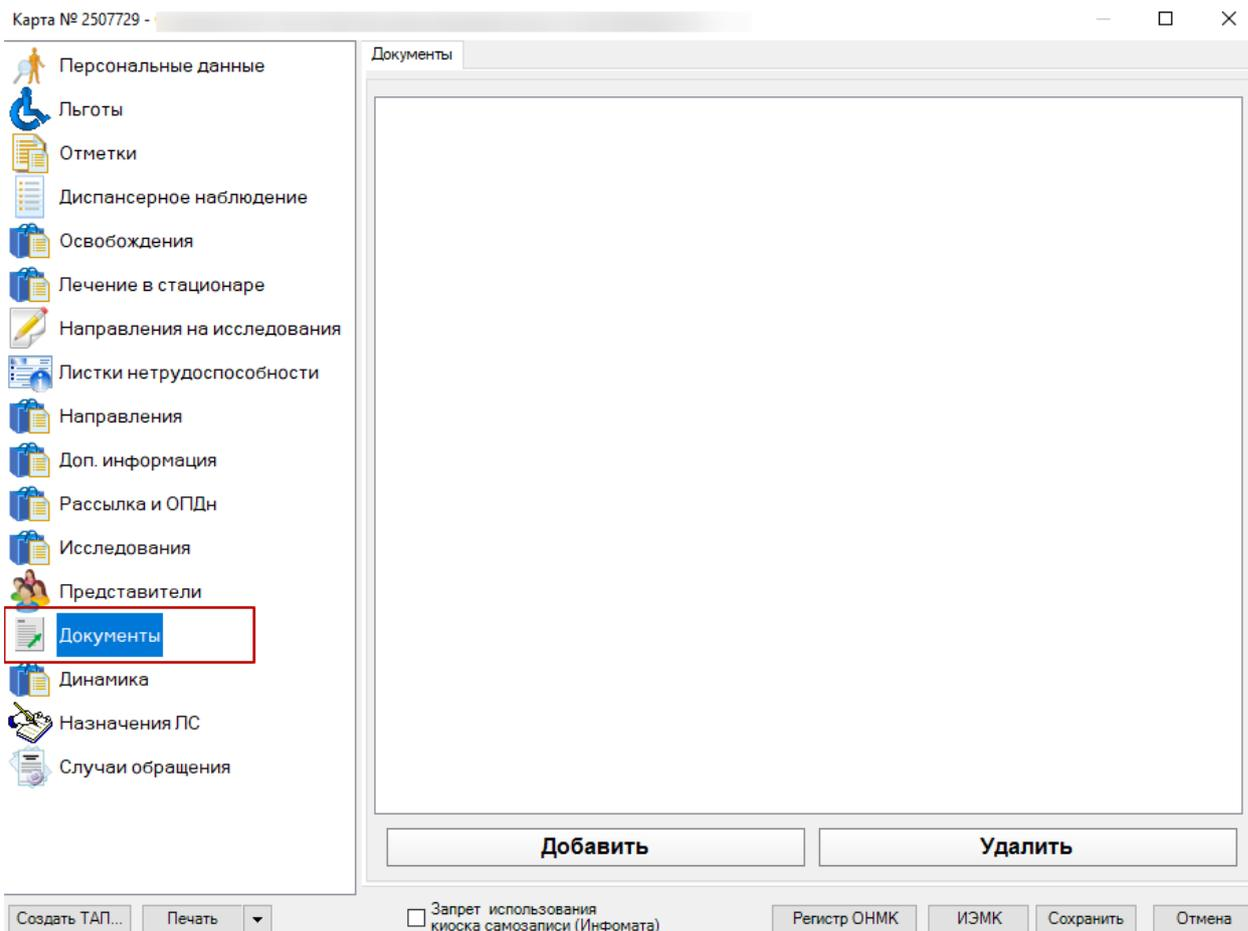 Карта № 2507729 -
Персональные данные
Льготы
Отметки
Диспансерное наблюдение
Освобождения
Лечение в стационаре
Направления на исследования
Листки нетрудоспособности
Направления
Доп. информация
Рассылка и ОПДн
Исследования
Представители
Документы
Динамика
Назначения ЛС
Случаи обращения
Документы
Добавить
Удалить
Создать ТАП...
Печать
Запрет использования
киоска самозаписи (Инфомата)
Регистр ОНМК
ИЭМК
Сохранить
Отмена